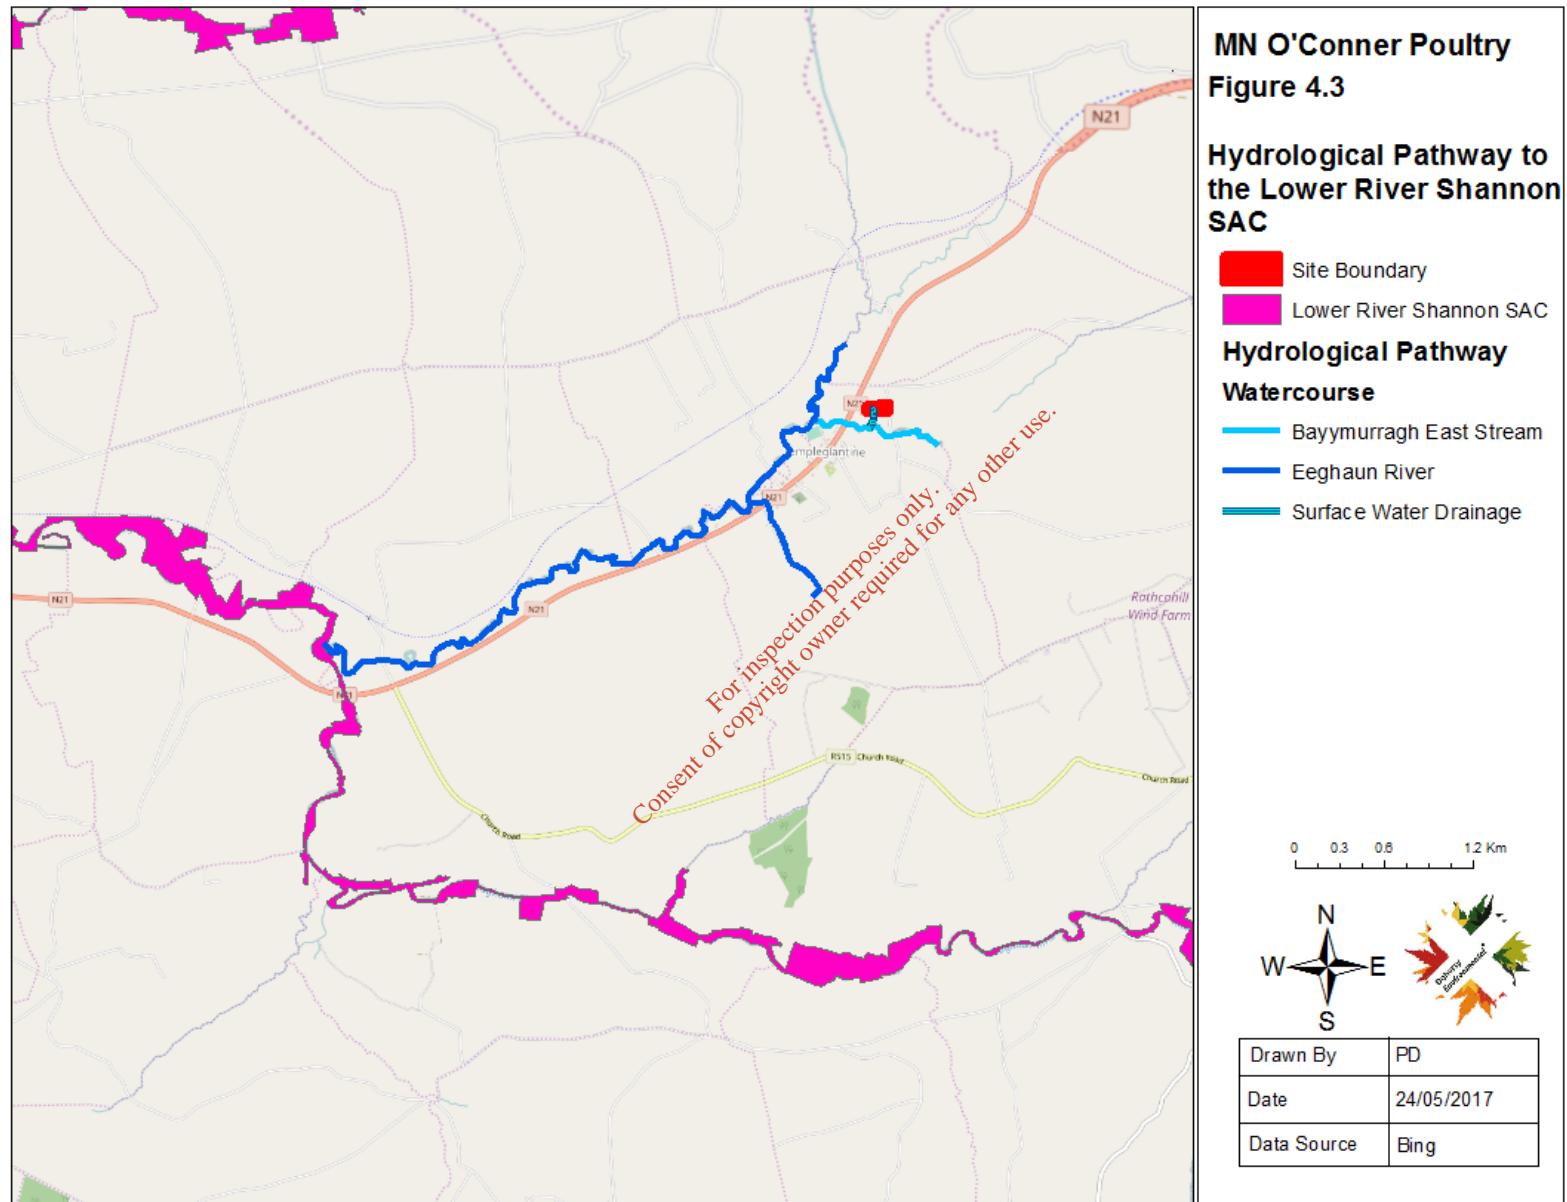 N21
N21
empleglantine
N21
N21
N21
N21
Rathcahill
Wind Farm
R515 Church Road
Church Road
Church Road
For inspection purposes only.
Consent of copyright owner required for any other use.
MN O'Conner Poultry
Figure 4.3
Hydrological Pathway to
the Lower River Shannon
SAC
Site Boundary
Lower River Shannon SAC
Hydrological Pathway
Watercourse
Bayymurragh East Stream
Eeghaun River
Surface Water Drainage
0 0.3 0.6 1.2 Km
N
W E
S
Doherty
Environmental
Drawn By PD
Date 24/05/2017
Data Source Bing